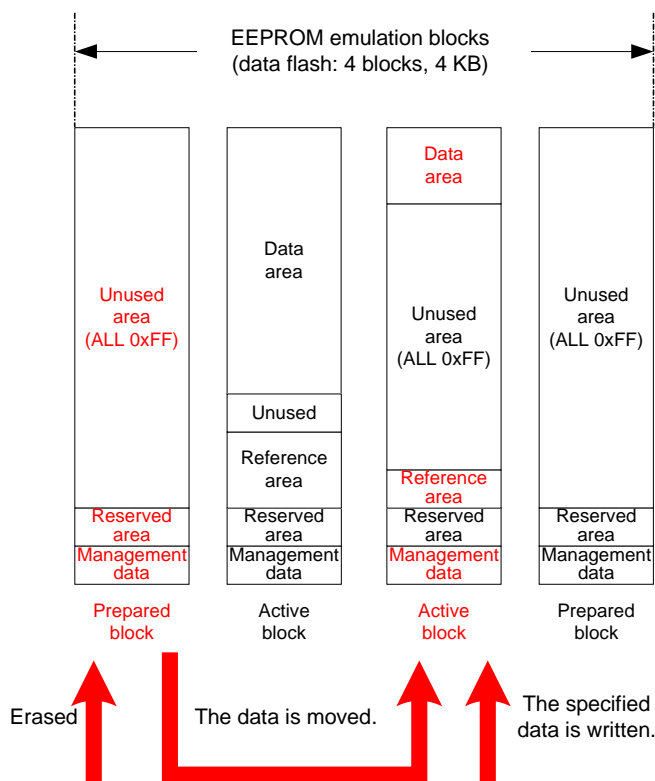 EEPROM emulation blocks
(data flash: 4 blocks, 4 KB)
Unused
area
(ALL 0xFF)
Reserved
area
Management
data
Prepared
block
Data
area
Unused
Reference
area
Reserved
area
Management
data
Active
block
Data
area
Unused
area
(ALL 0xFF)
Reference
area
Reserved
area
Management
data
Active
block
Unused
area
(ALL 0xFF)
Reserved
area
Management
data
Prepared
block
Erased
The data is moved.
The specified
data is written.